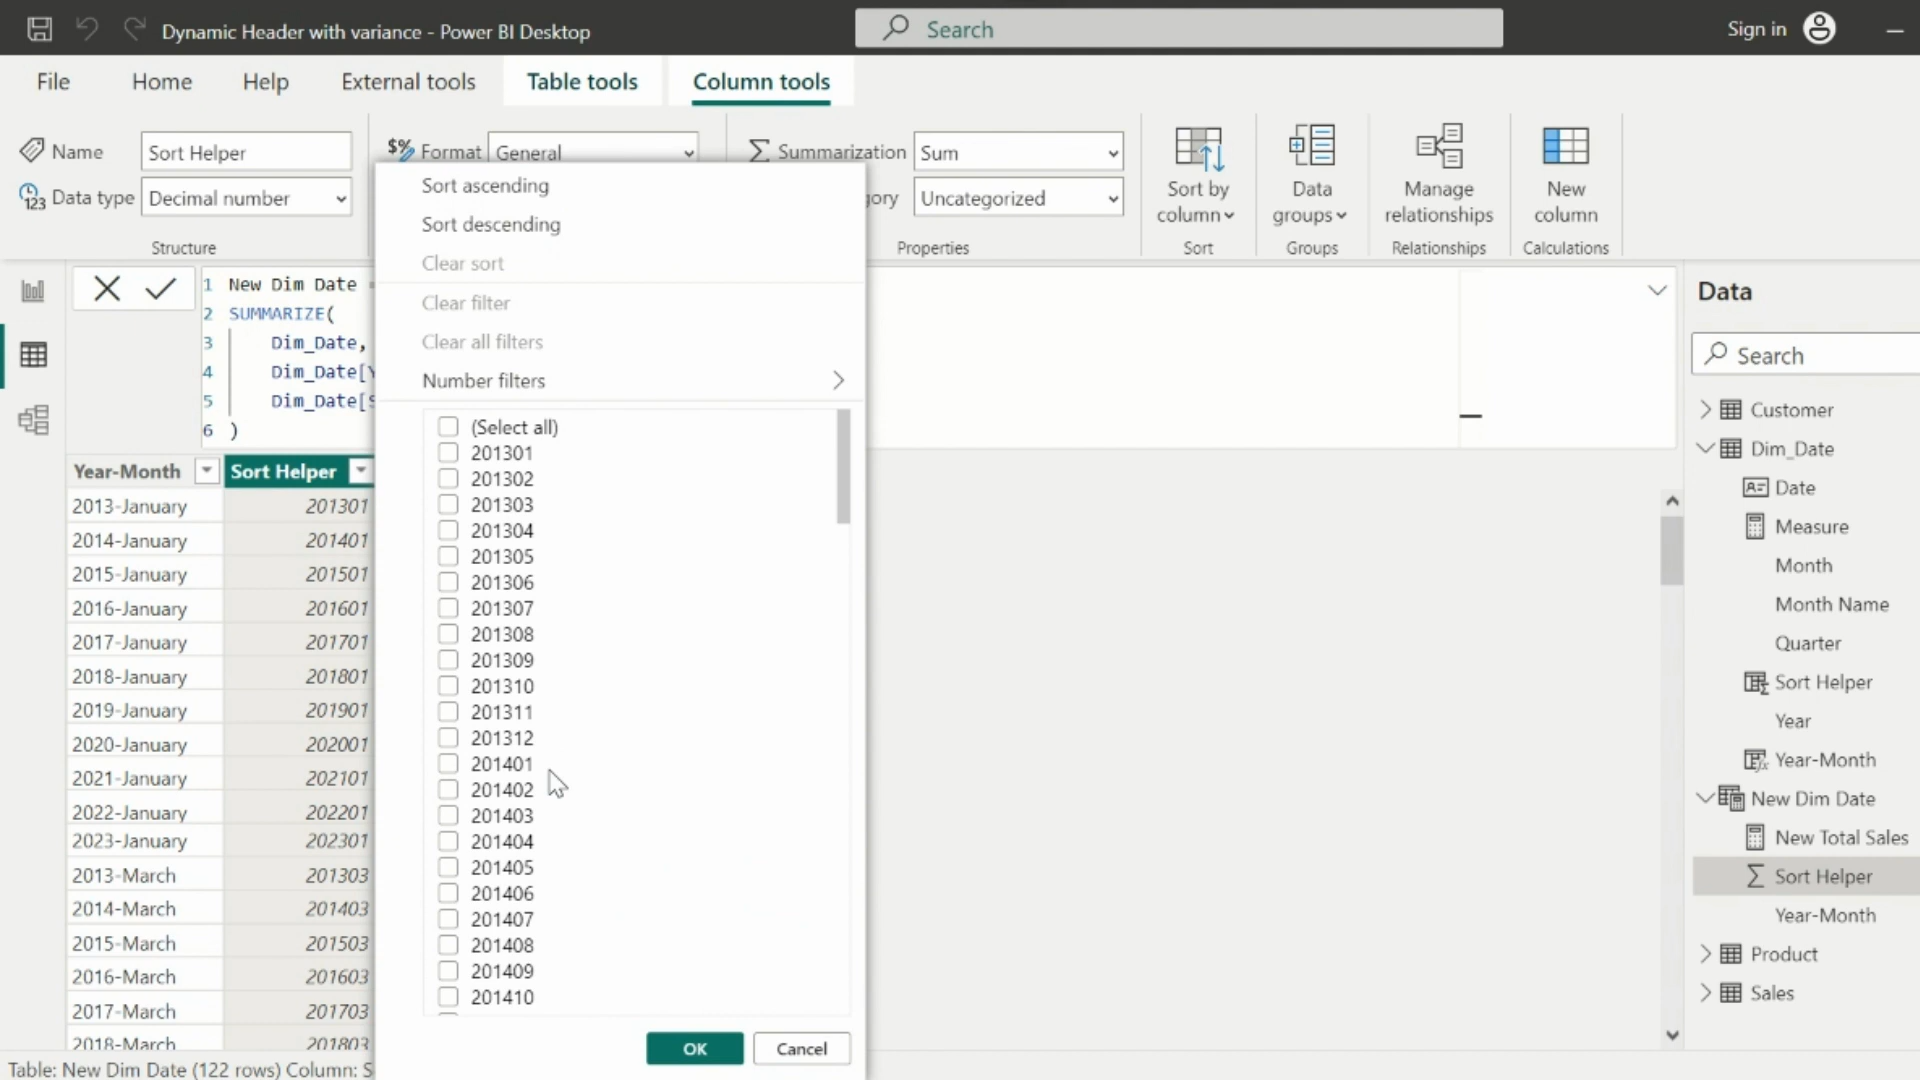 Dynamic Header with variance - Power BI Desktop
Search
Sign in
File
Home
Help
External tools
Table tools
Column tools
Name
Sort Helper
$% Format
General
Summarization
Sum
Data type
Decimal number
ory
Uncategorized
Sort by
column
Data
groups
Manage
relationships
New
column
Structure
Properties
Sort
Groups
Relationships
Calculations
1 New Dim Date =
2 SUMMARIZE(
3 Dim_Date,
4 Dim_Date[Y
5 Dim_Date[S
6 )
Year-Month
Sort Helper
2013-January 201301
2014-January 201401
2015-January 201501
2016-January 201601
2017-January 201701
2018-January 201801
2019-January 201901
2020-January 202001
2021-January 202101
2022-January 202201
2023-January 202301
2013-March 201303
2014-March 201403
2015-March 201503
2016-March 201603
2017-March 201703
2018-March 201803
Table: New Dim Date (122 rows) Column: S
Sort ascending
Sort descending
Clear sort
Clear filter
Clear all filters
Number filters
(Select all)
201301
201302
201303
201304
201305
201306
201307
201308
201309
201310
201311
201312
201401
201402
201403
201404
201405
201406
201407
201408
201409
201410
OK
Cancel
Data
Search
Customer
Dim_Date
Date
Measure
Month
Month Name
Quarter
Sort Helper
Year
Year-Month
New Dim Date
New Total Sales
Sort Helper
Year-Month
Product
Sales